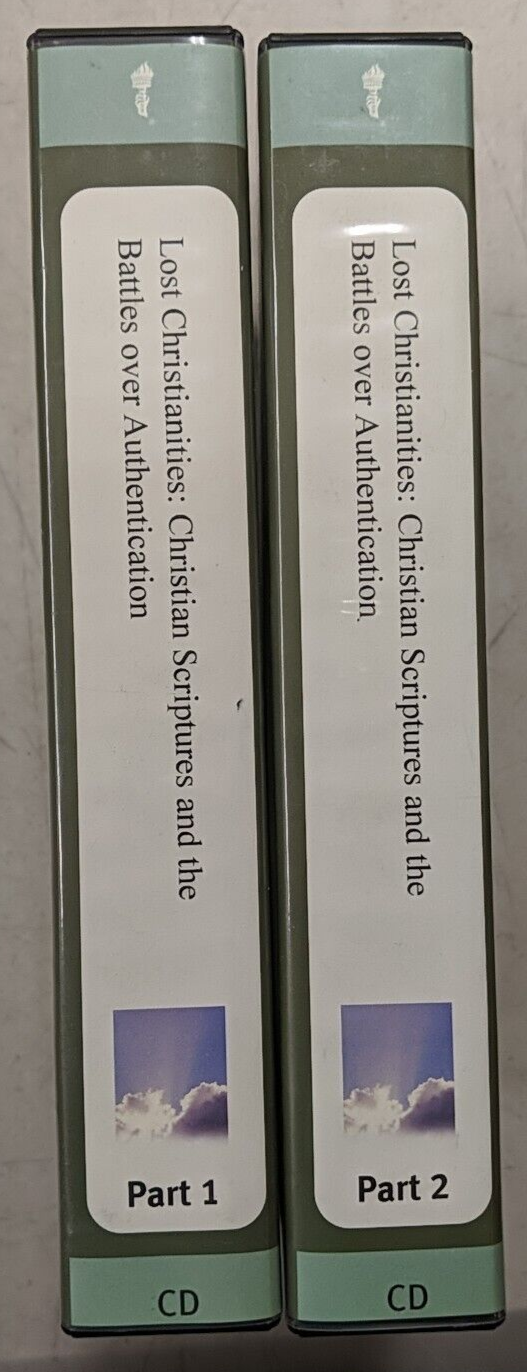 Lost Christianities: Christian Scriptures and the
Battles over Authentication
Part 1
CD
Lost Christianities: Christian Scriptures and the
Battles over Authentication
Part 2
CD